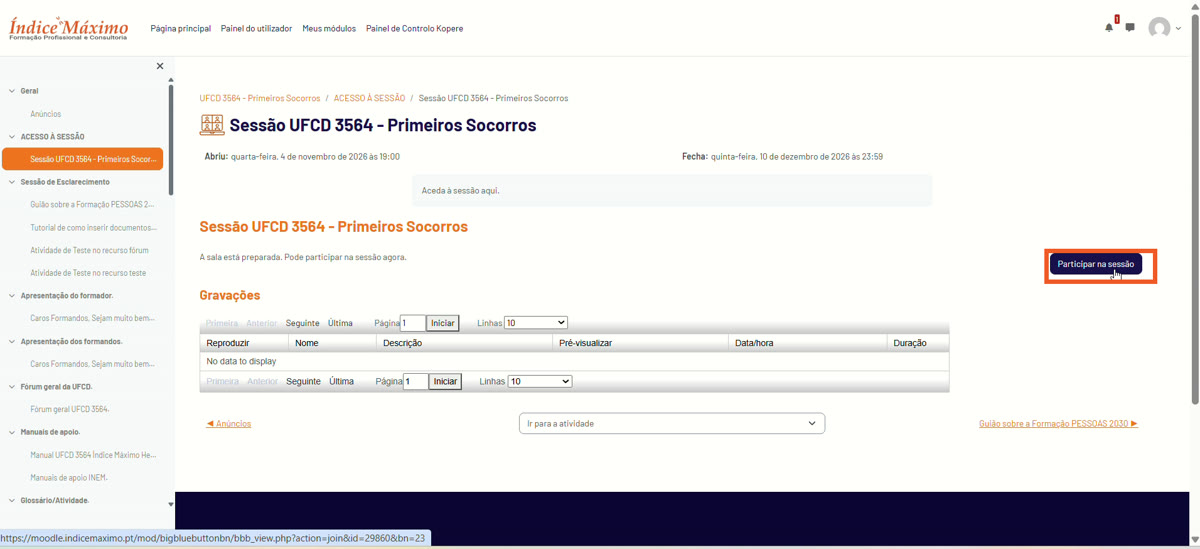 Índice Máximo
Formação Profissional e Consultoria
Página principal Painel do utilizador Meus módulos Painel de Controlo Kopere
1
Geral
Anúncios
ACESSO À SESSÃO
Sessão UFCD 3564 - Primeiros Socor...
Sessão de Esclarecimento
Guião sobre a Formação PESSOAS 2...
Tutorial de como inserir documentos...
Atividade de Teste no recurso fórum
Atividade de Teste no recurso teste
Apresentação do formador.
Caros Formandos, Sejam muito bem...
Apresentação dos formandos.
Caros Formandos, Sejam muito bem...
Fórum geral da UFCD.
Fórum geral UFCD 3564.
Manuais de apoio.
Manual UFCD 3564 Índice Máximo He...
Manuais de apoio INEM.
Glossário/Atividade.
UFCD 3564 - Primeiros Socorros / ACESSO À SESSÃO / Sessão UFCD 3564 - Primeiros Socorros
Sessão UFCD 3564 - Primeiros Socorros
Abriu: quarta-feira, 4 de novembro de 2026 às 19:00 Fecha: quinta-feira, 10 de dezembro de 2026 às 23:59
Aceda à sessão aqui.
Sessão UFCD 3564 - Primeiros Socorros
A sala está preparada. Pode participar na sessão agora.
Participar na sessão
Gravações
Primeira Anterior Seguinte Última Página 1 Iniciar Linhas 10
Reproduzir Nome Descrição Pré-visualizar Data/hora Duração
No data to display
Primeira Anterior Seguinte Última Página 1 Iniciar Linhas 10
◄ Anúncios Ir para a atividade Guião sobre a Formação PESSOAS 2030 ►
https://moodle.indicemaximo.pt/mod/bigbluebuttonbn/bbb_view.php?action=join&id=29860&bn=23